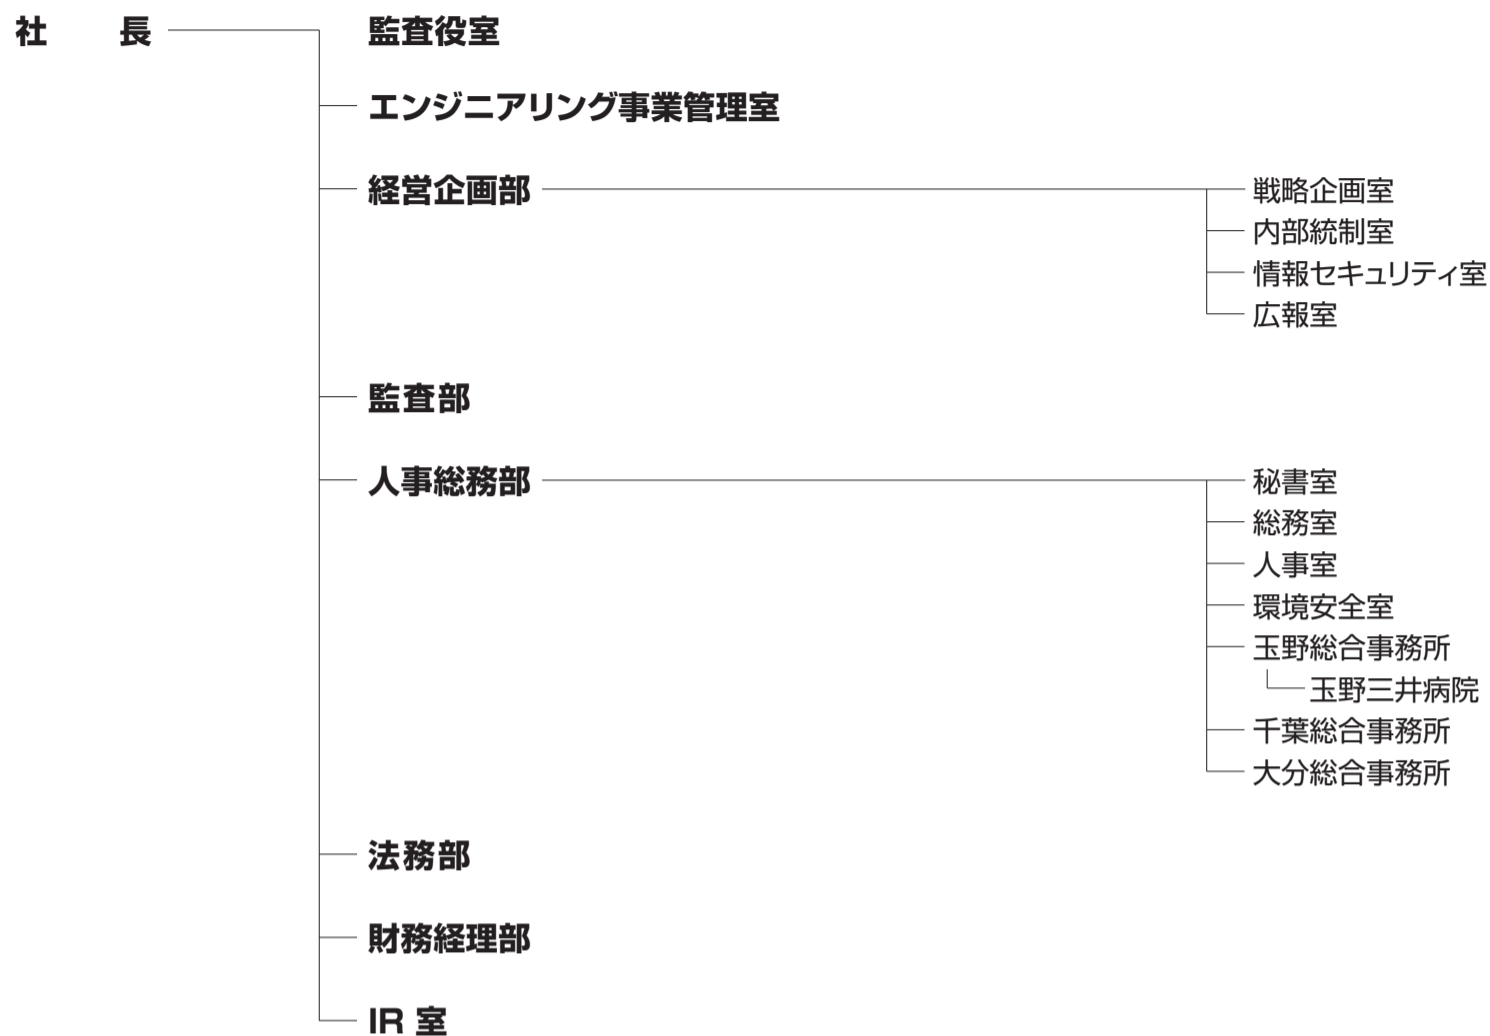 社　長　監査役室
エンジニアリング事業管理室
経営企画部　戦略企画室
内部統制室
情報セキュリティ室
広報室
監査部
人事総務部　秘書室
総務室
人事室
環境安全室
玉野総合事務所
玉野三井病院
千葉総合事務所
大分総合事務所
法務部
財務経理部
IR 室